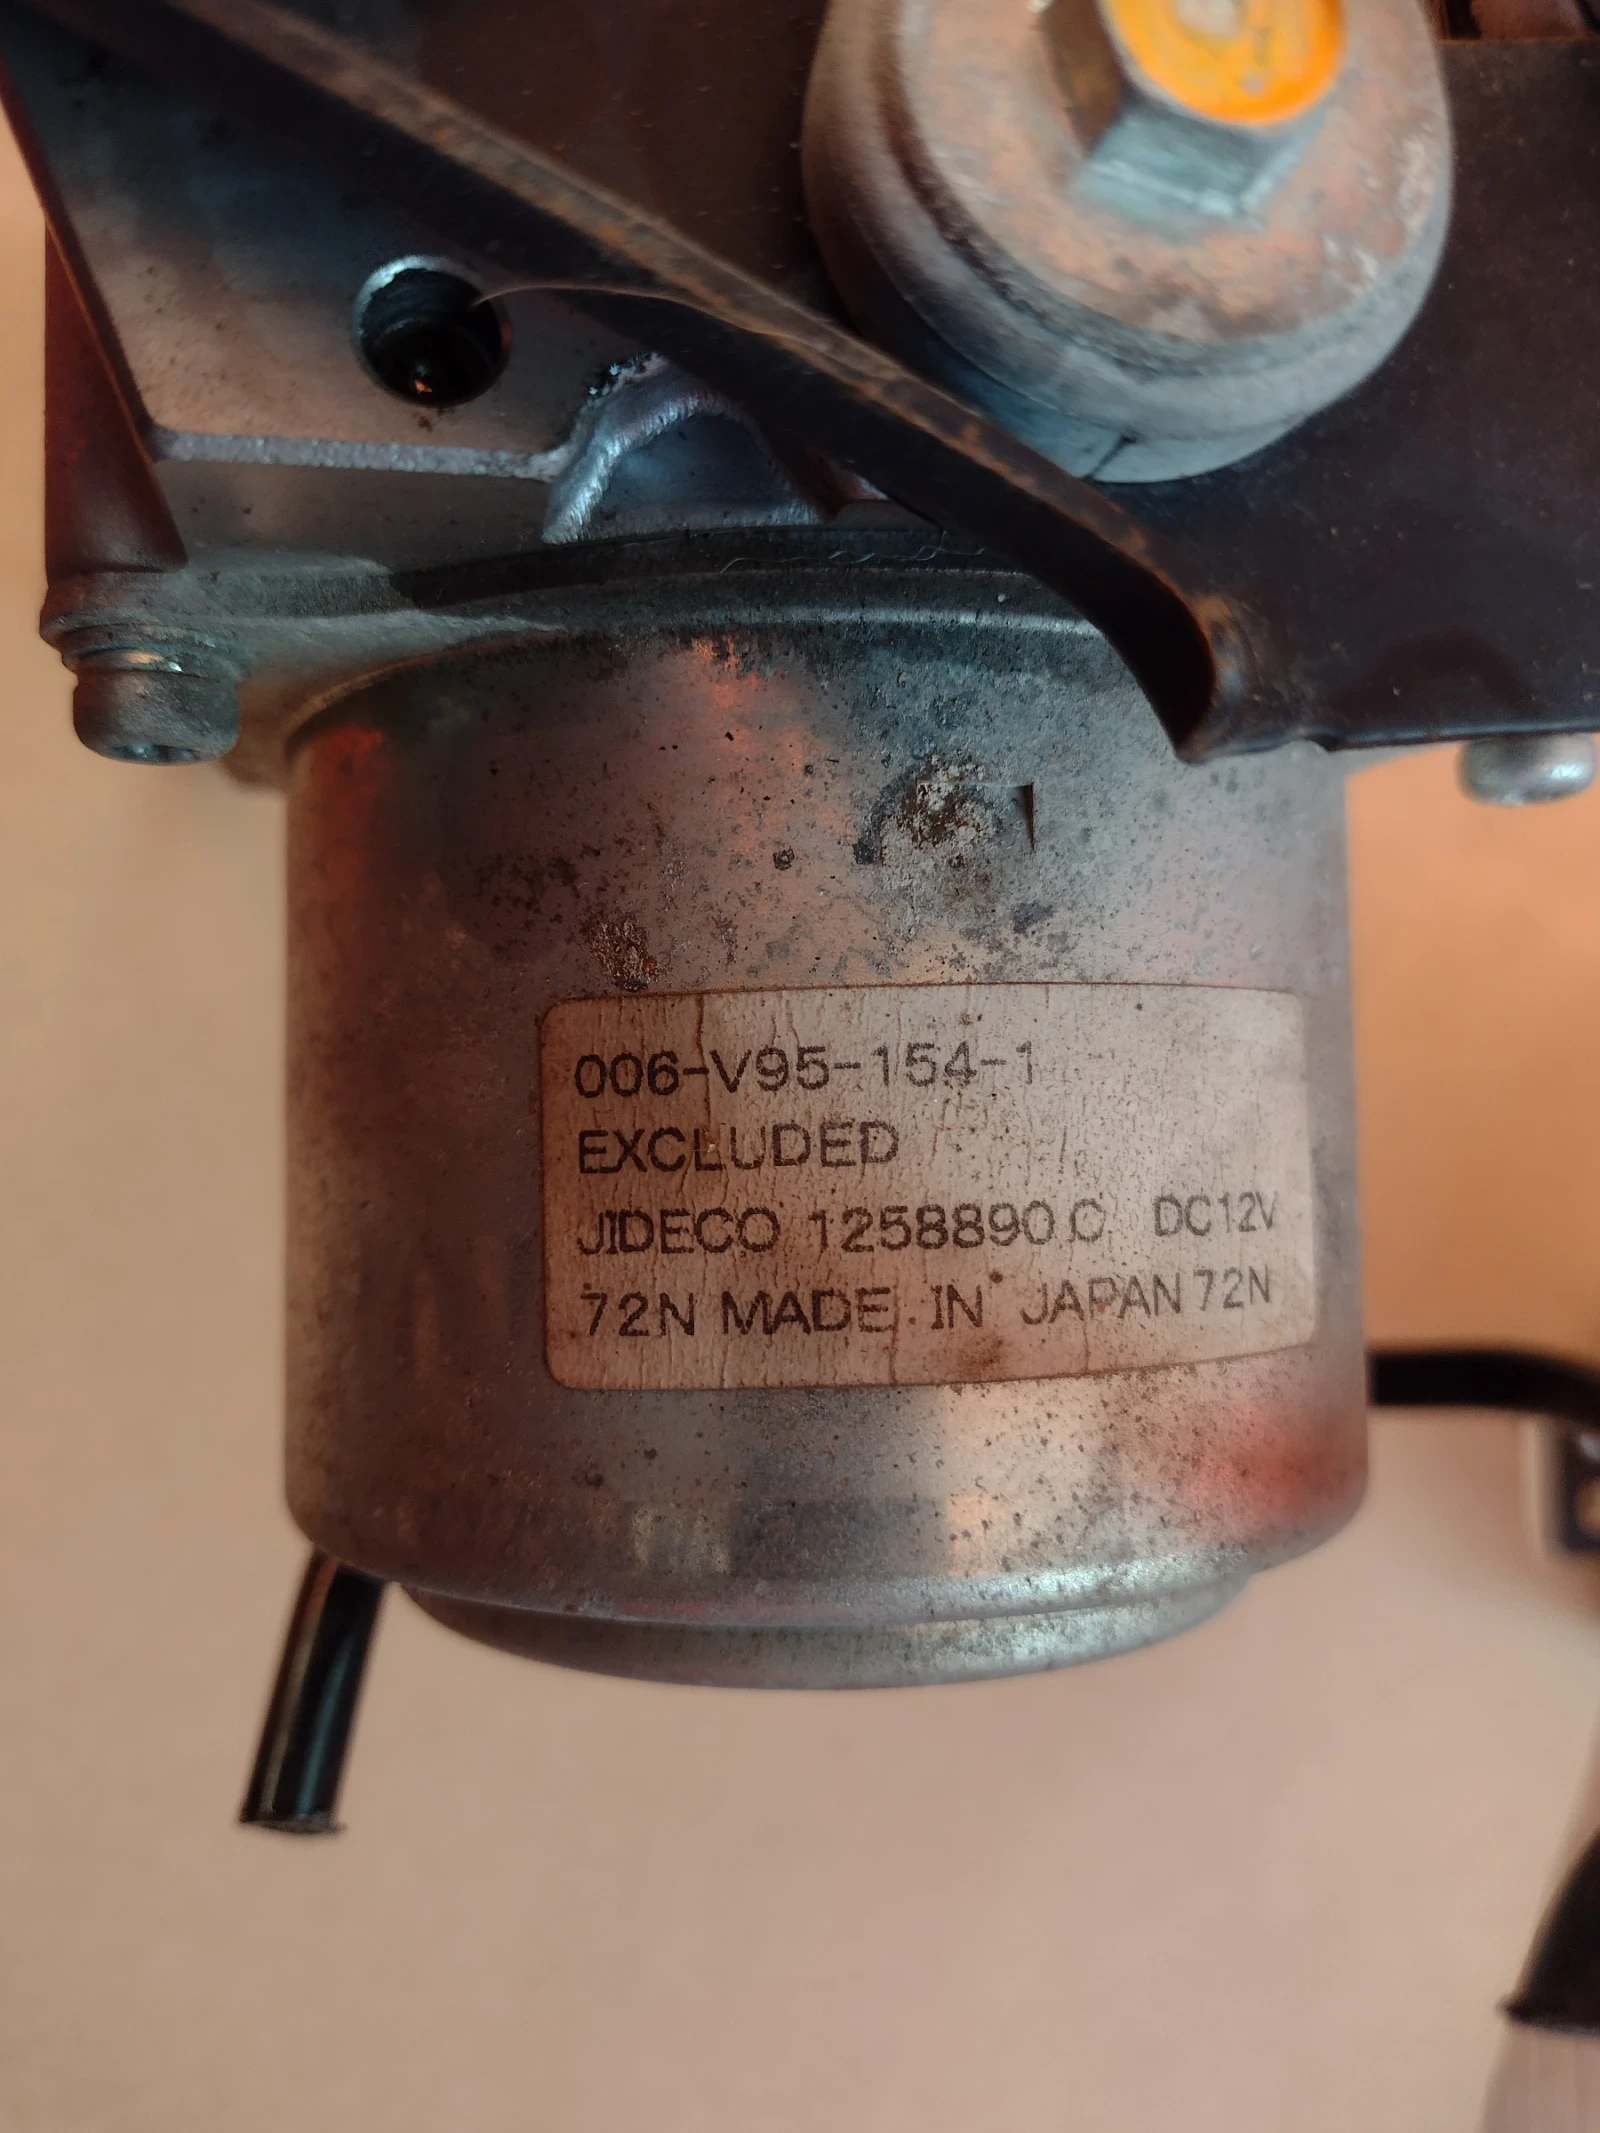 006-V95-154-1
EXCLUDED
JIDECO 1258890 C DC12V
72N MADE IN JAPAN 72N